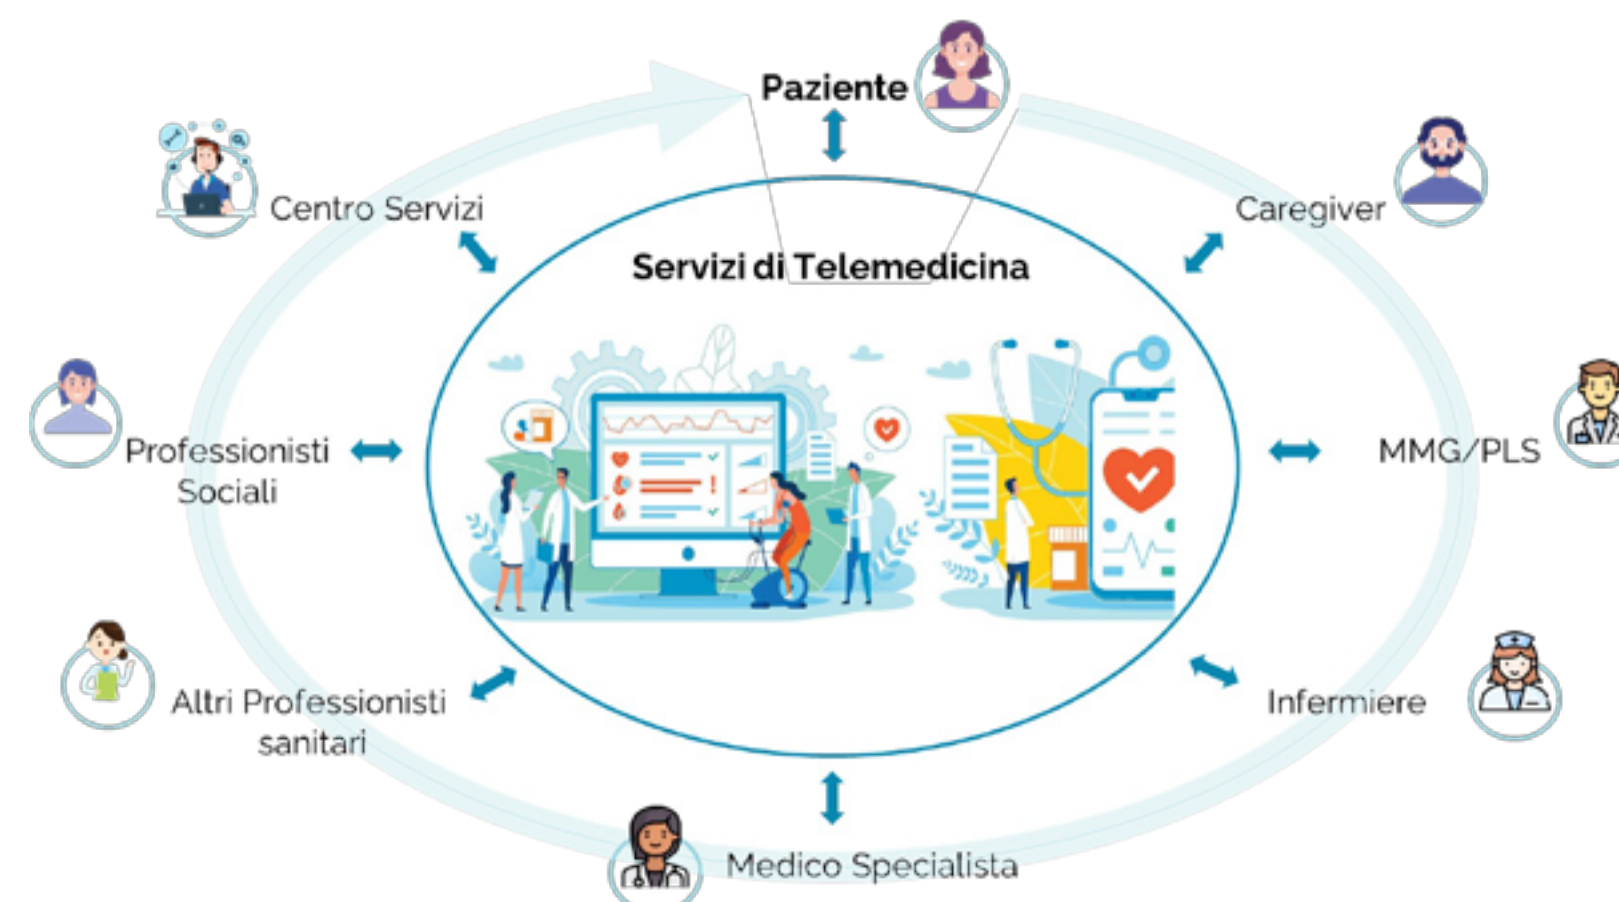 Paziente
Centro Servizi
Caregiver
Servizi di Telemedicina
Professionisti
Sociali
MMG/PLS
Altri Professionisti
sanitari
Infermiere
Medico Specialista